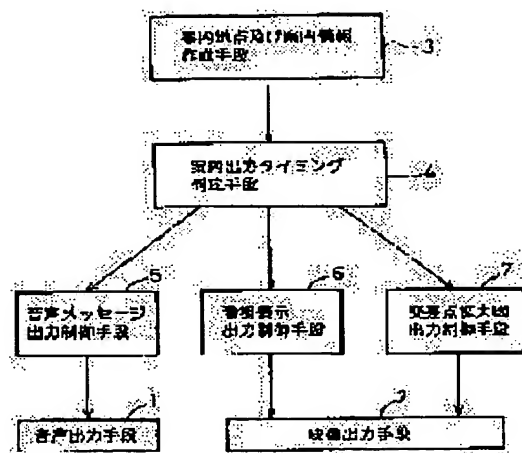 案内地点及び案内情報
作成手段
3
案内出力タイミング
判定手段
4
5
音声メッセージ
出力制御手段
6
出力制御手段
7
交差点拡大図
出力制御手段
1
音声出力手段
2
映像出力手段